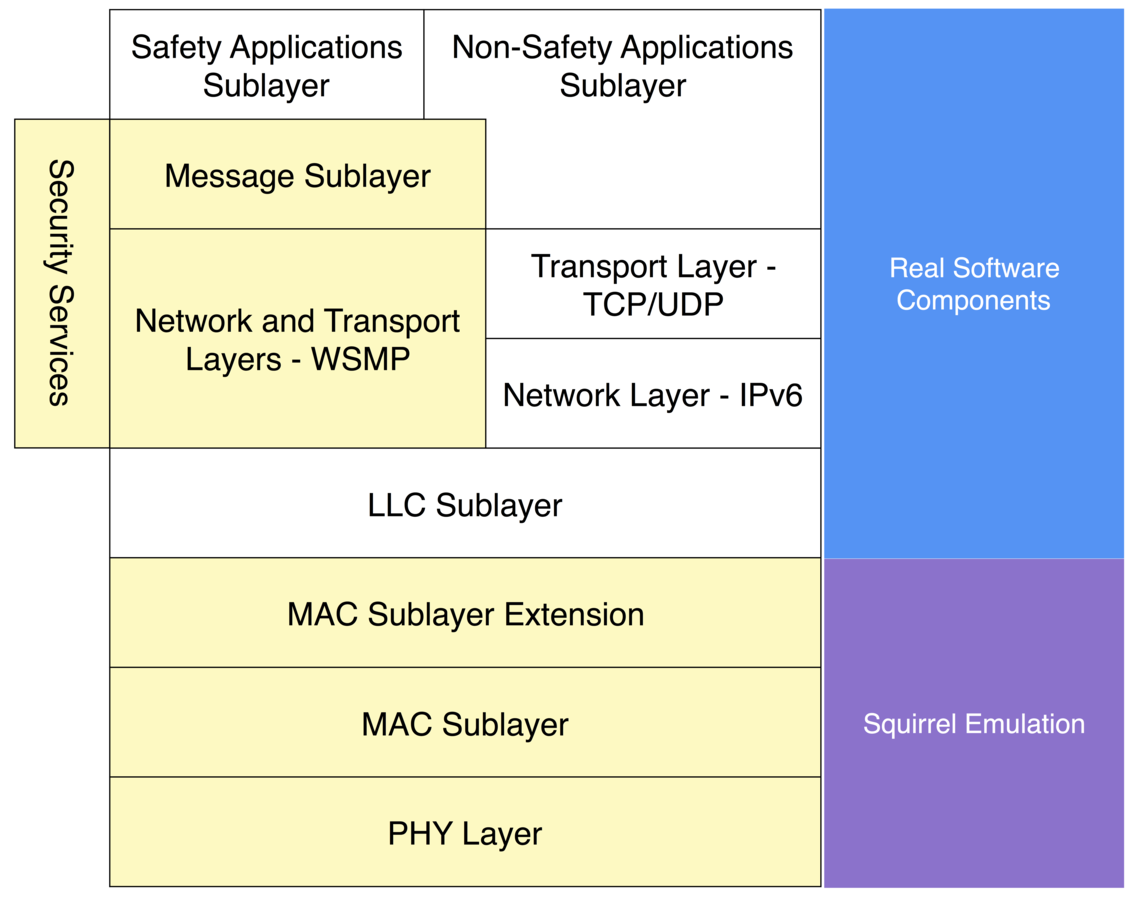 Safety Applications
Sublayer
Non-Safety Applications
Sublayer
Security Services
Message Sublayer
Network and Transport
Layers - WSMP
Transport Layer -
TCP/UDP
Network Layer - IPv6
Real Software
Components
LLC Sublayer
MAC Sublayer Extension
MAC Sublayer
Squirrel Emulation
PHY Layer